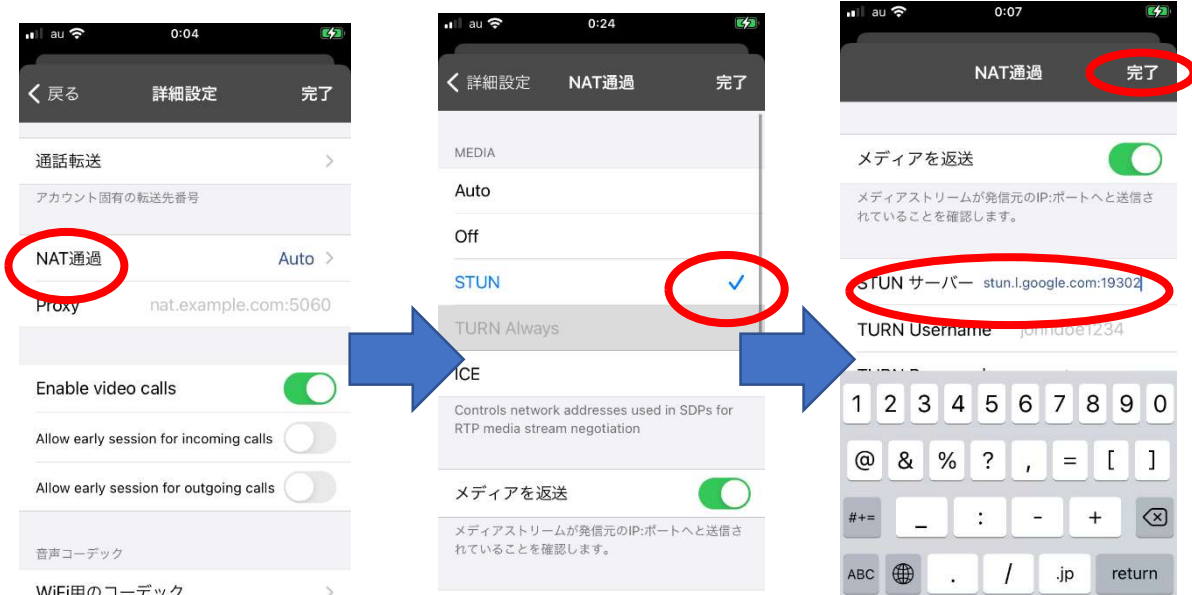 au 0:04
戻る 詳細設定 完了
通話転送
アカウント固有の転送先番号
NAT通過 Auto
Proxy nat.example.com:5060
Enable video calls
Allow early session for incoming calls
Allow early session for outgoing calls
音声コーデック
WiFi用のコーデック
au 0:24
詳細設定 NAT通過 完了
MEDIA
Auto
Off
STUN
TURN Always
ICE
Controls network addresses used in SDPs for
RTP media stream negotiation
メディアを返送
メディアストリームが発信元のIP:ポートへと送信さ
れていることを確認します。
au 0:07
NAT通過 完了
メディアを返送
メディアストリームが発信元のIP:ポートへと送信さ
れていることを確認します。
STUN サーバー stun.l.google.com:19302
TURN Username johndoe1234
1 2 3 4 5 6 7 8 9 0
@ & % ? , = [ ]
#+= _ : - +
ABC . / .jp return